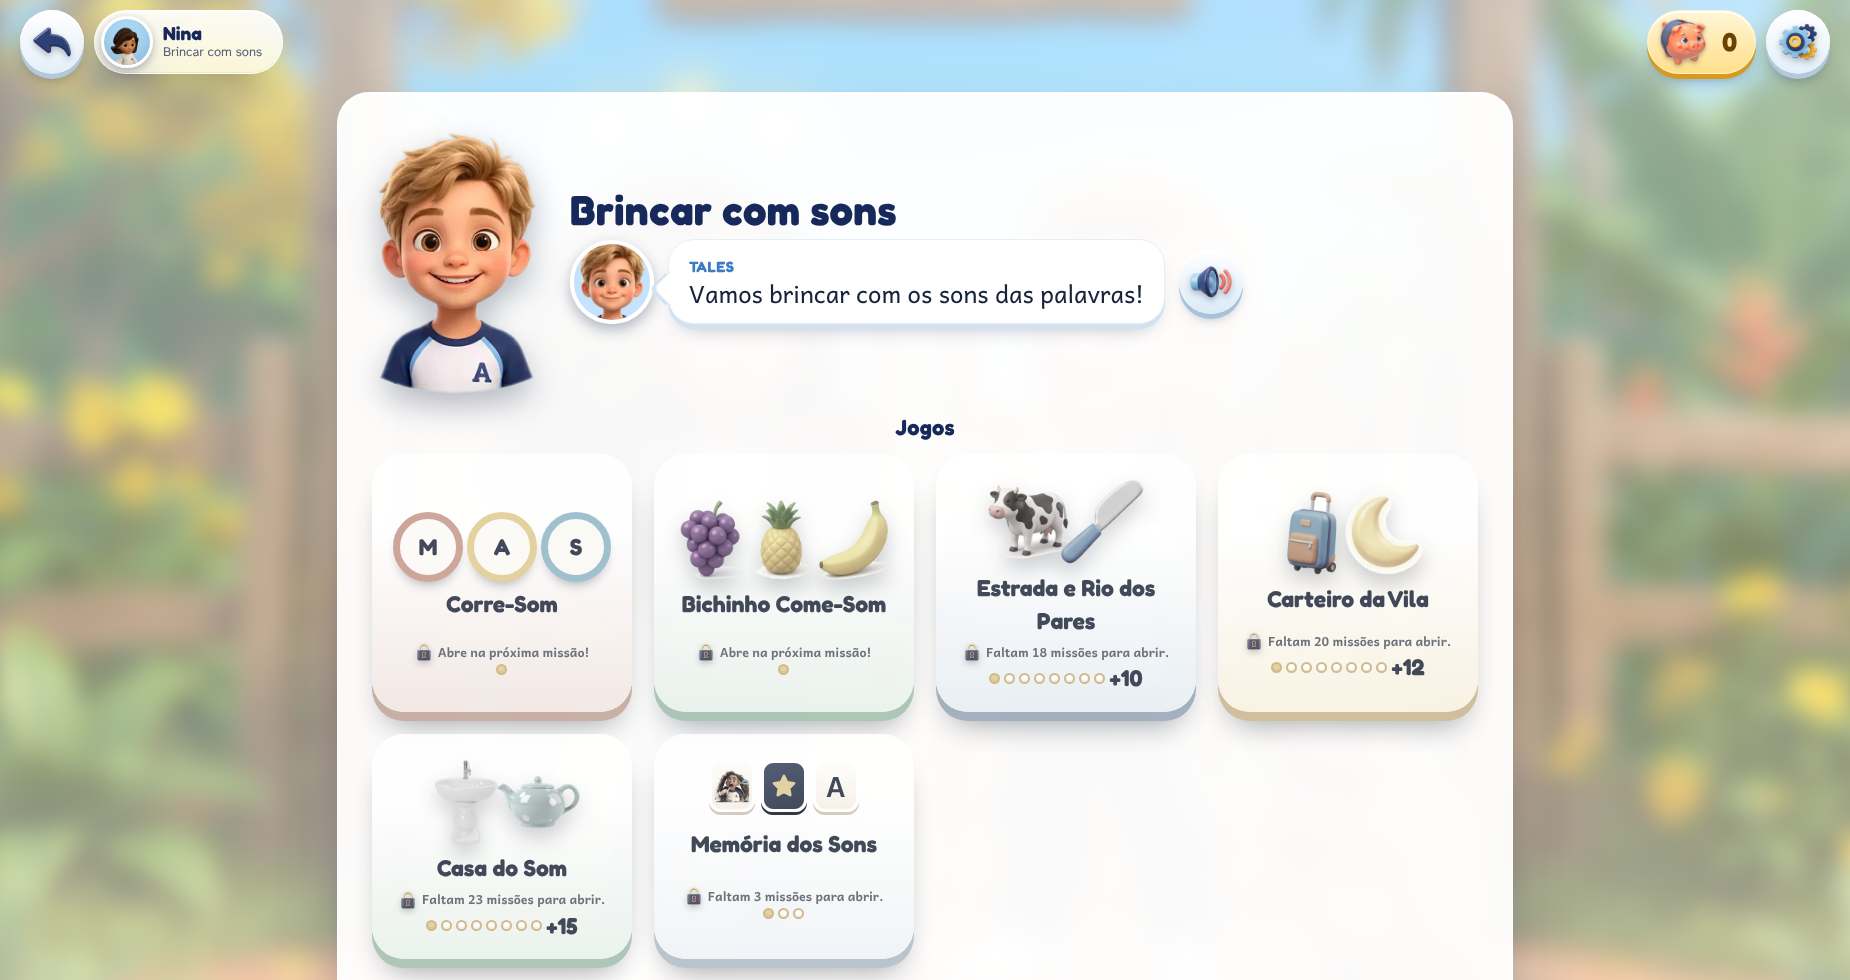 Nina
Brincar com sons
0
A
Brincar com sons
TALES
Vamos brincar com os sons das palavras!
Jogos
M A S
Corre-Som
Abre na próxima missão!
Bichinho Come-Som
Abre na próxima missão!
Estrada e Rio dos
Pares
Faltam 18 missões para abrir.
+10
Carteiro da Vila
Faltam 20 missões para abrir.
+12
Casa do Som
Faltam 23 missões para abrir.
+15
A
Memória dos Sons
Faltam 3 missões para abrir.